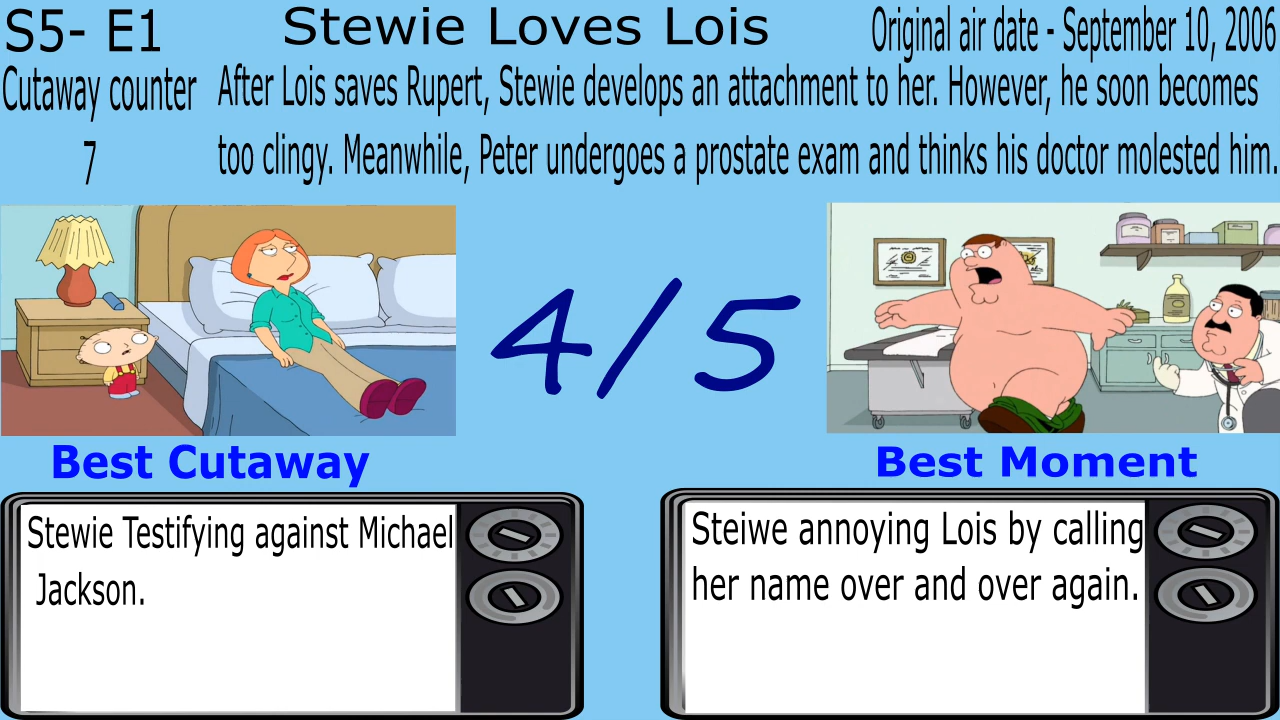 S5- E1
Stewie Loves Lois
Original air date - September 10, 2006
Cutaway counter
7
After Lois saves Rupert, Stewie develops an attachment to her. However, he soon becomes
too clingy. Meanwhile, Peter undergoes a prostate exam and thinks his doctor molested him.
4/5
Best Cutaway
Best Moment
Stewie Testifying against Michael
Jackson.
Steiwe annoying Lois by calling
her name over and over again.